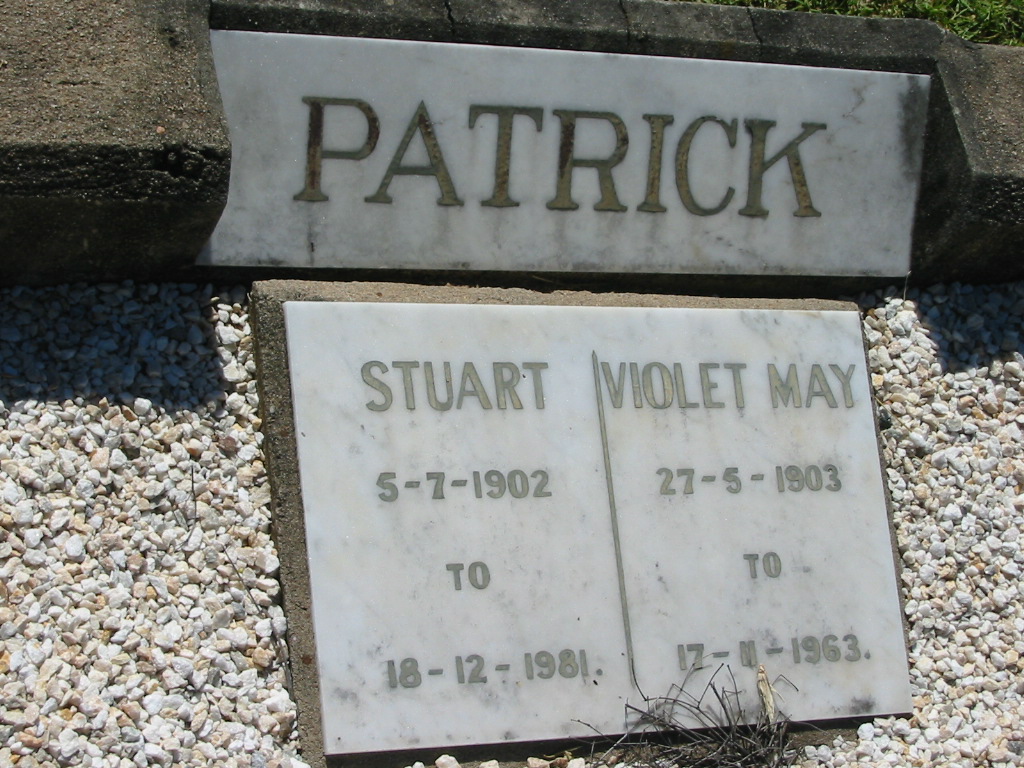 PATRICK
STUART
5-7-1902
TO
18-12-1981.
VIOLET MAY
27-5-1903
TO
17-11-1963.